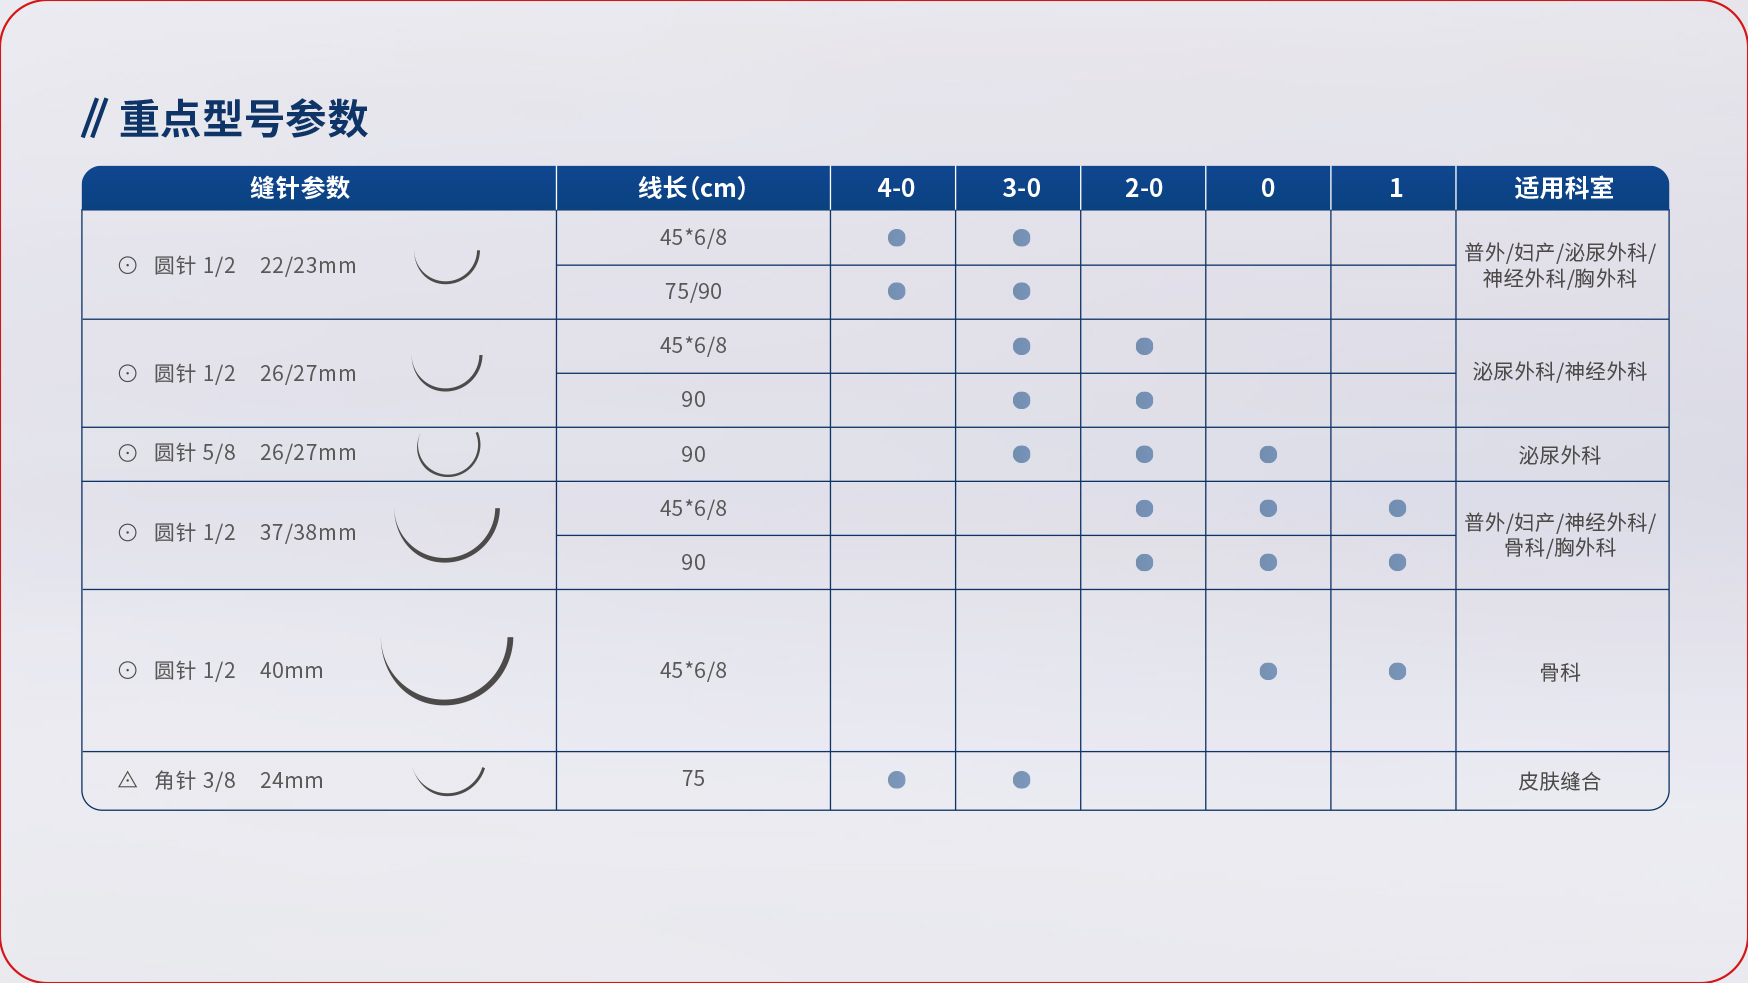 重点型号参数
缝针参数 线长(cm) 4-0 3-0 2-0 0 1 适用科室
圆针 1/2 22/23mm 45*6/8 普外/妇产/泌尿外科/
神经外科/胸外科
75/90
圆针 1/2 26/27mm 45*6/8 泌尿外科/神经外科
90
圆针 5/8 26/27mm 90 泌尿外科
圆针 1/2 37/38mm 45*6/8 普外/妇产/神经外科/
骨科/胸外科
90
圆针 1/2 40mm 45*6/8 骨科
角针 3/8 24mm 75 皮肤缝合